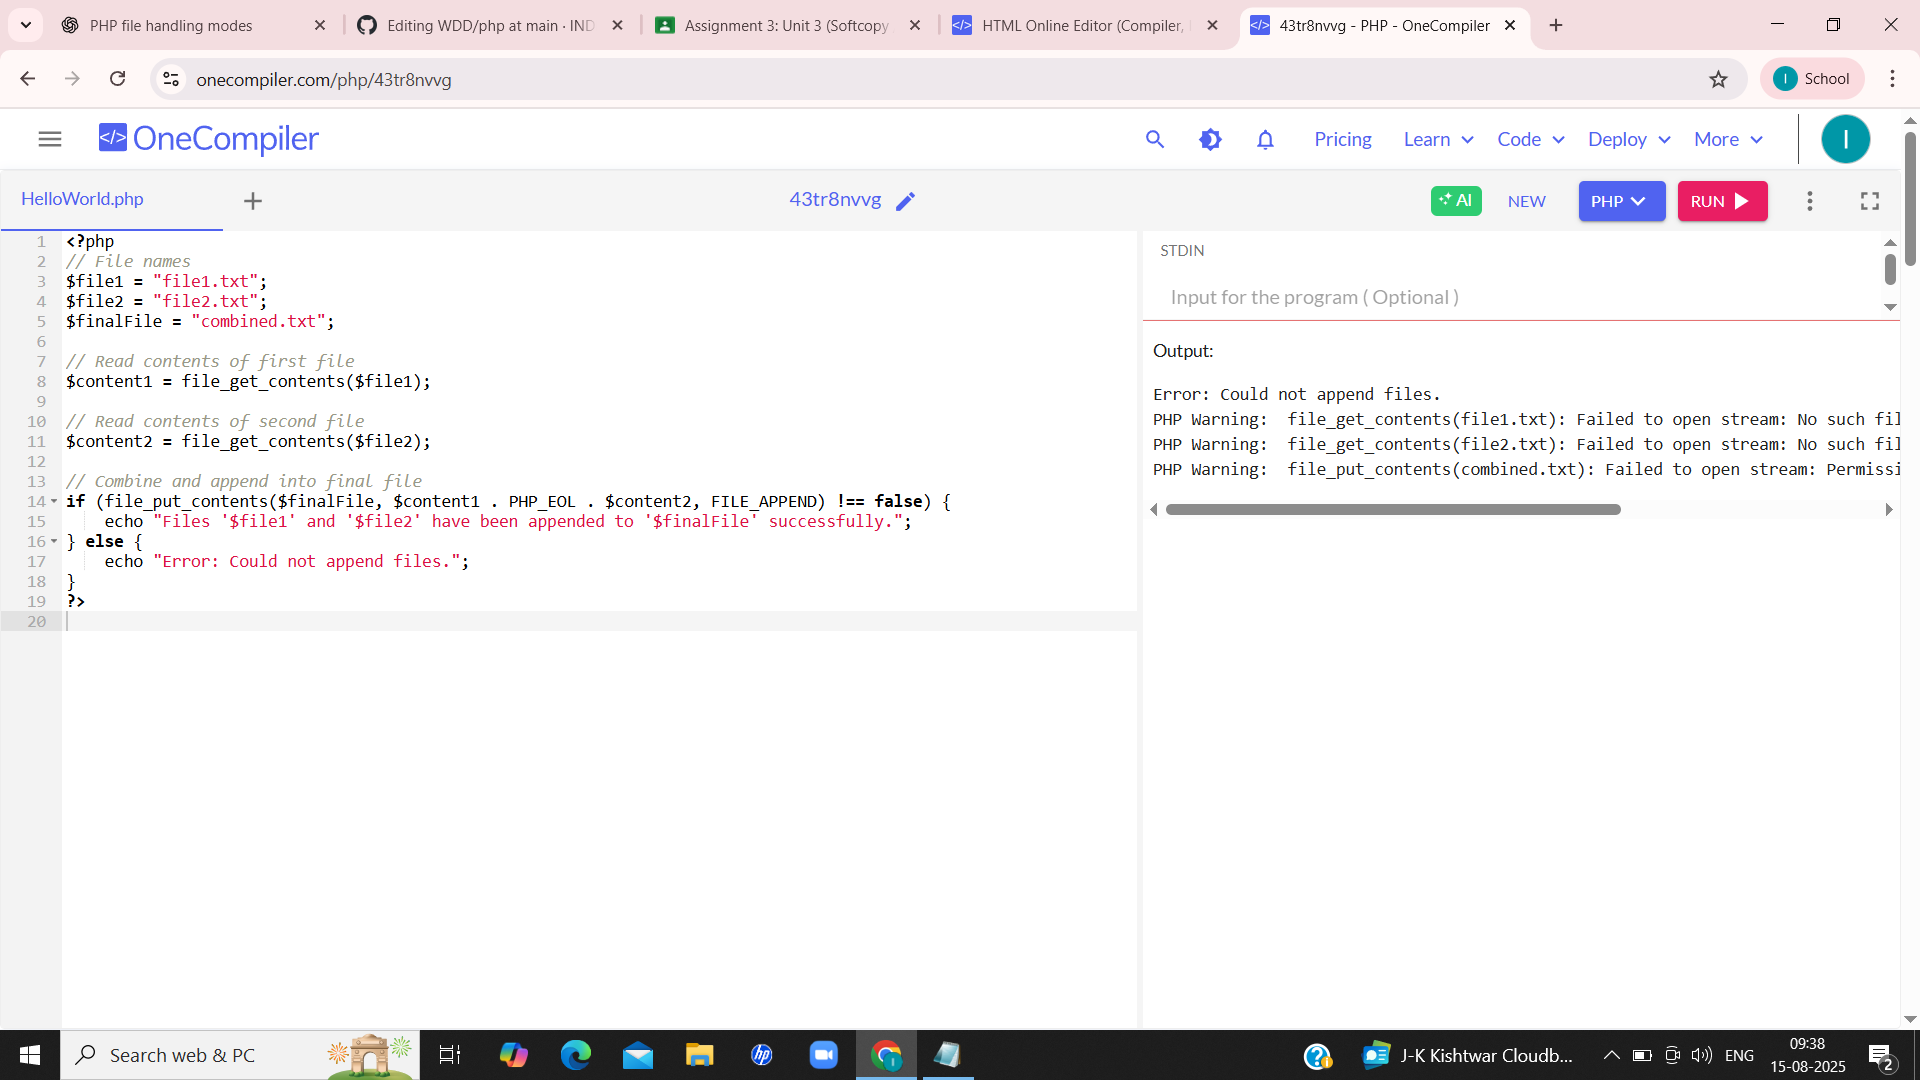 PHP file handling modes
Editing WDD/php at main · IND
Assignment 3: Unit 3 (Softcopy
HTML Online Editor (Compiler,
43tr8nvvg - PHP - OneCompiler
onecompiler.com/php/43tr8nvvg
I School
</> OneCompiler
Pricing Learn Code Deploy More
I
HelloWorld.php
43tr8nvvg
AI NEW PHP RUN
1 <?php
2 // File names
3 $file1 = "file1.txt";
4 $file2 = "file2.txt";
5 $finalFile = "combined.txt";
6
7 // Read contents of first file
8 $content1 = file_get_contents($file1);
9
10 // Read contents of second file
11 $content2 = file_get_contents($file2);
12
13 // Combine and append into final file
14 if (file_put_contents($finalFile, $content1 . PHP_EOL . $content2, FILE_APPEND) !== false) {
15 echo "Files '$file1' and '$file2' have been appended to '$finalFile' successfully.";
16 } else {
17 echo "Error: Could not append files.";
18 }
19 ?>
20
STDIN
Input for the program ( Optional )
Output:
Error: Could not append files.
PHP Warning:  file_get_contents(file1.txt): Failed to open stream: No such fil
PHP Warning:  file_get_contents(file2.txt): Failed to open stream: No such fil
PHP Warning:  file_put_contents(combined.txt): Failed to open stream: Permissi
Search web & PC
hp
J-K Kishtwar Cloudb...
ENG
09:38
15-08-2025
2